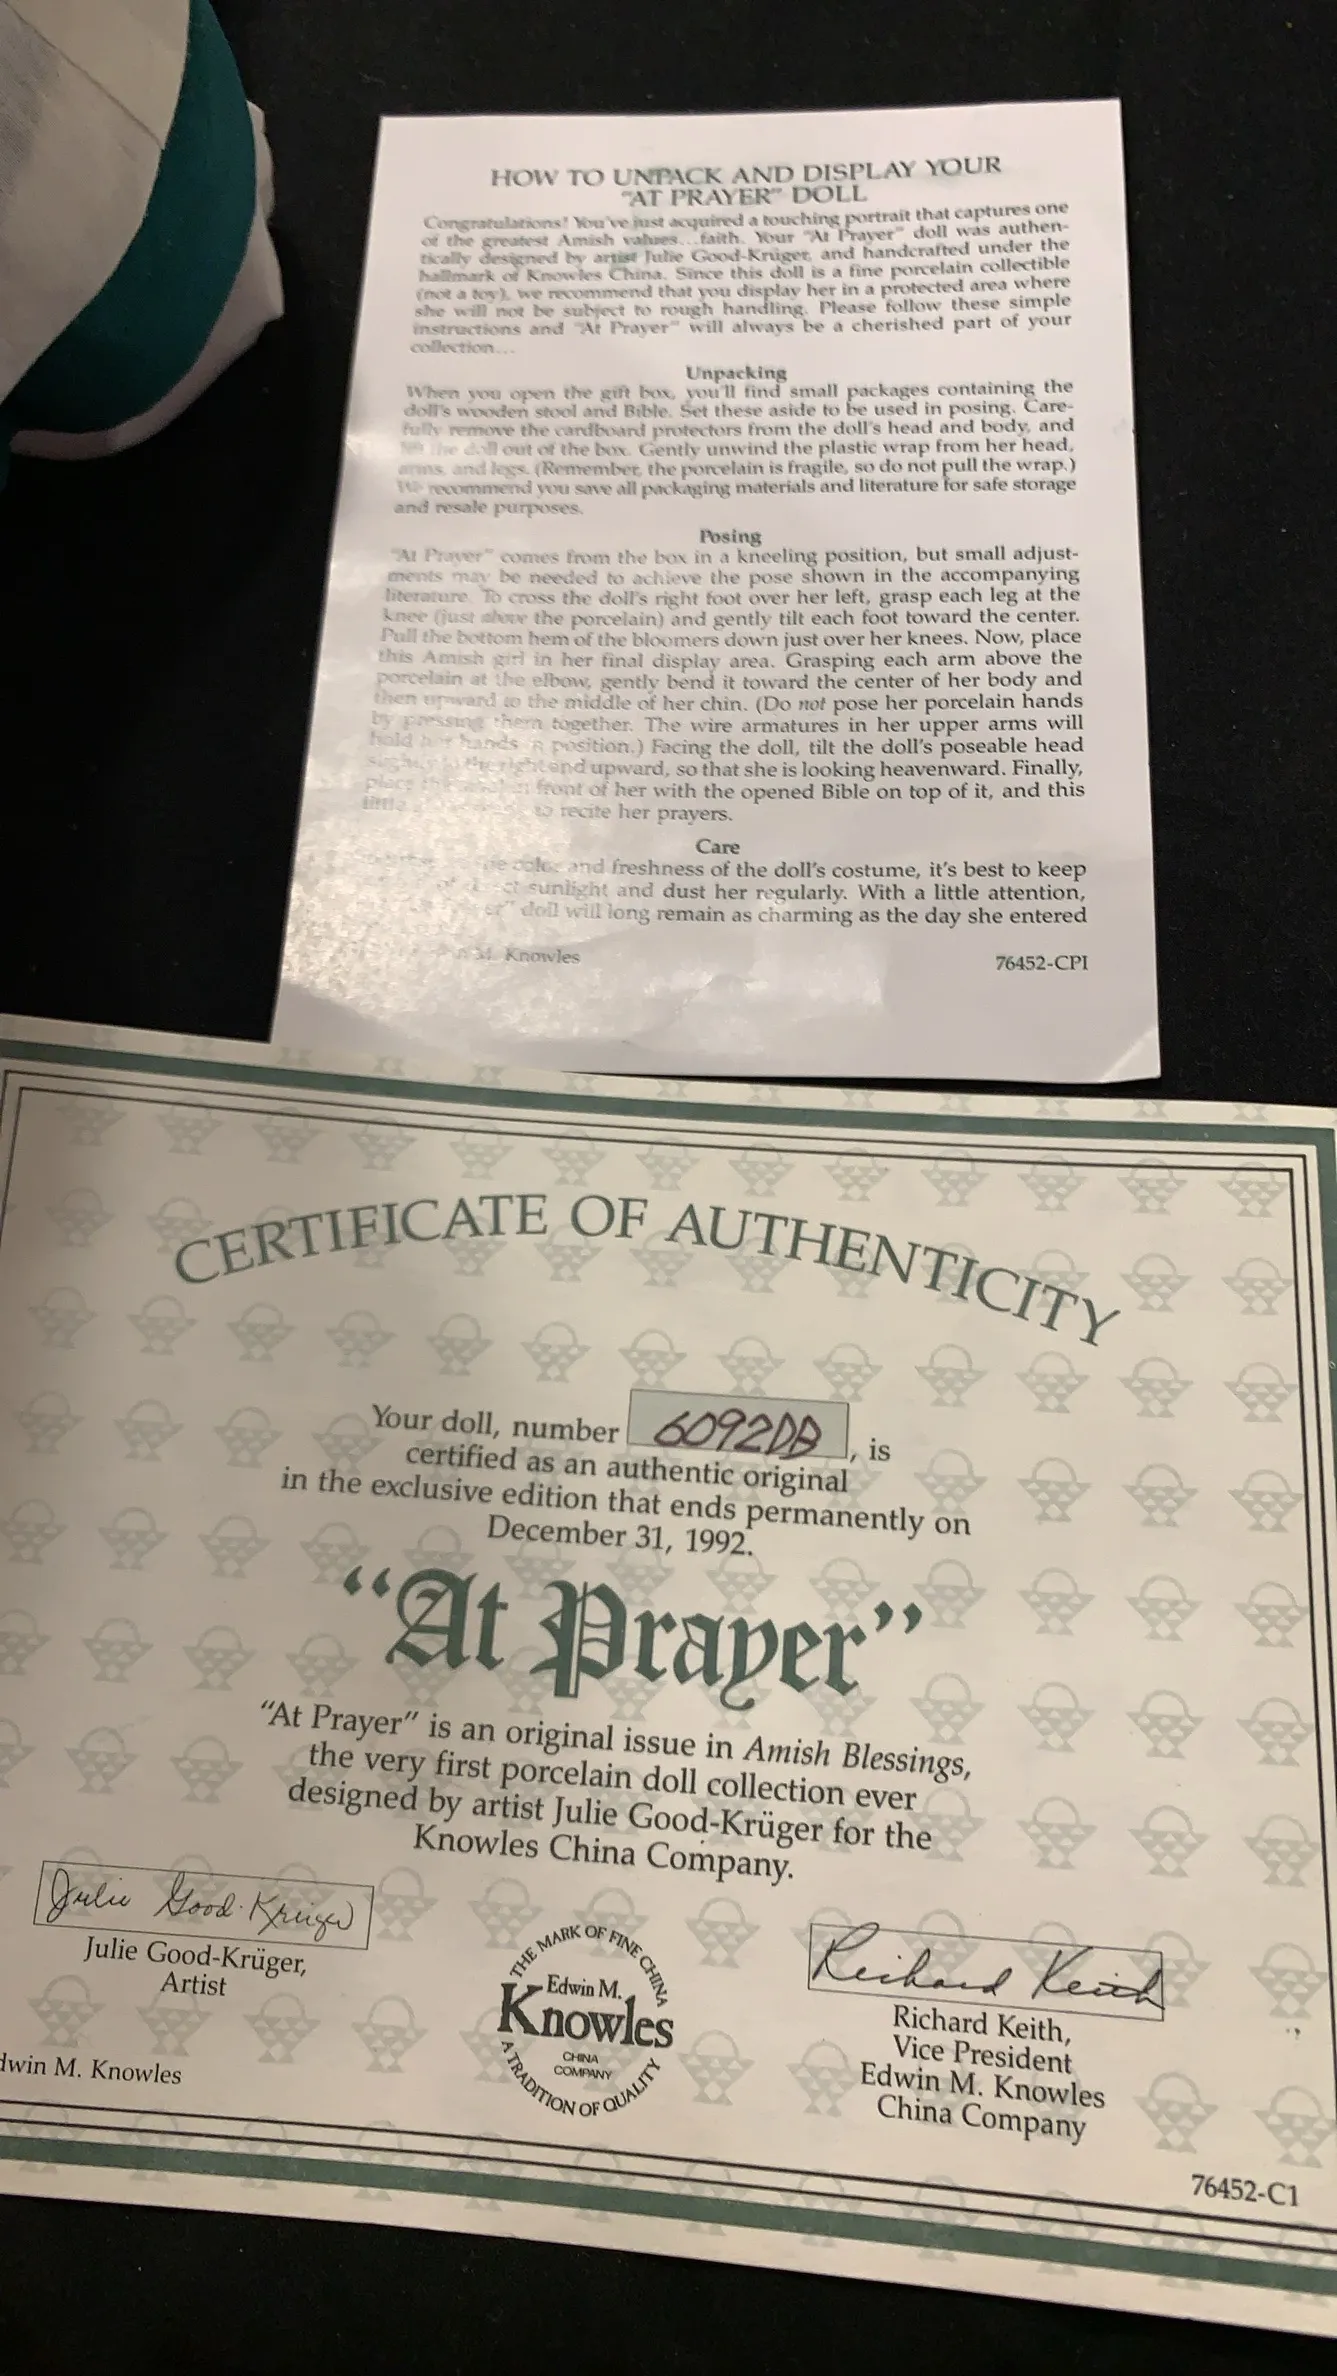 HOW TO UNPACK AND DISPLAY YOUR
"AT PRAYER" DOLL
Congratulations! You've just acquired a touching portrait that captures one
of the greatest Amish values...faith. Your "At Prayer" doll was authen-
tically designed by artist Julie Good-Krüger, and handcrafted under the
hallmark of Knowles China. Since this doll is a fine porcelain collectible
(not a toy), we recommend that you display her in a protected area where
she will not be subject to rough handling. Please follow these simple
instructions and "At Prayer" will always be a cherished part of your
collection...
Unpacking
When you open the gift box, you'll find small packages containing the
doll's wooden stool and Bible. Set these aside to be used in posing. Care-
fully remove the cardboard protectors from the doll's head and body, and
the doll out of the box. Gently unwind the plastic wrap from her head,
arms, and legs. (Remember, the porcelain is fragile, so do not pull the wrap.)
We recommend you save all packaging materials and literature for safe storage
and resale purposes.
Posing
"At Prayer" comes from the box in a kneeling position, but small adjust-
ments may be needed to achieve the pose shown in the accompanying
literature. To cross the doll's right foot over her left, grasp each leg at the
knee (just above the porcelain) and gently tilt each foot toward the center.
Pull the bottom hem of the bloomers down just over her knees. Now, place
this Amish girl in her final display area. Grasping each arm above the
porcelain at the elbow, gently bend it toward the center of her body and
then upward to the middle of her chin. (Do not pose her porcelain hands
by pressing them together. The wire armatures in her upper arms will
hold her hands in position.) Facing the doll, tilt the doll's poseable head
slightly to the right and upward, so that she is looking heavenward. Finally,
place the in front of her with the opened Bible on top of it, and this
little to recite her prayers.
Care
color and freshness of the doll's costume, it's best to keep
of direct sunlight and dust her regularly. With a little attention,
doll will long remain as charming as the day she entered
M. Knowles
76452-CPI
CERTIFICATE OF AUTHENTICITY
Your doll, number 6092DB, is
certified as an authentic original
in the exclusive edition that ends permanently on
December 31, 1992.
"At Prayer"
"At Prayer" is an original issue in Amish Blessings,
the very first porcelain doll collection ever
designed by artist Julie Good-Krüger for the
Knowles China Company.
Julie Good-Krüger
Julie Good-Krüger,
Artist
dwin M. Knowles
THE MARK OF FINE CHINA
Edwin M.
Knowles
CHINA
COMPANY
A TRADITION OF QUALITY
Richard Keith
Richard Keith,
Vice President
Edwin M. Knowles
China Company
76452-C1